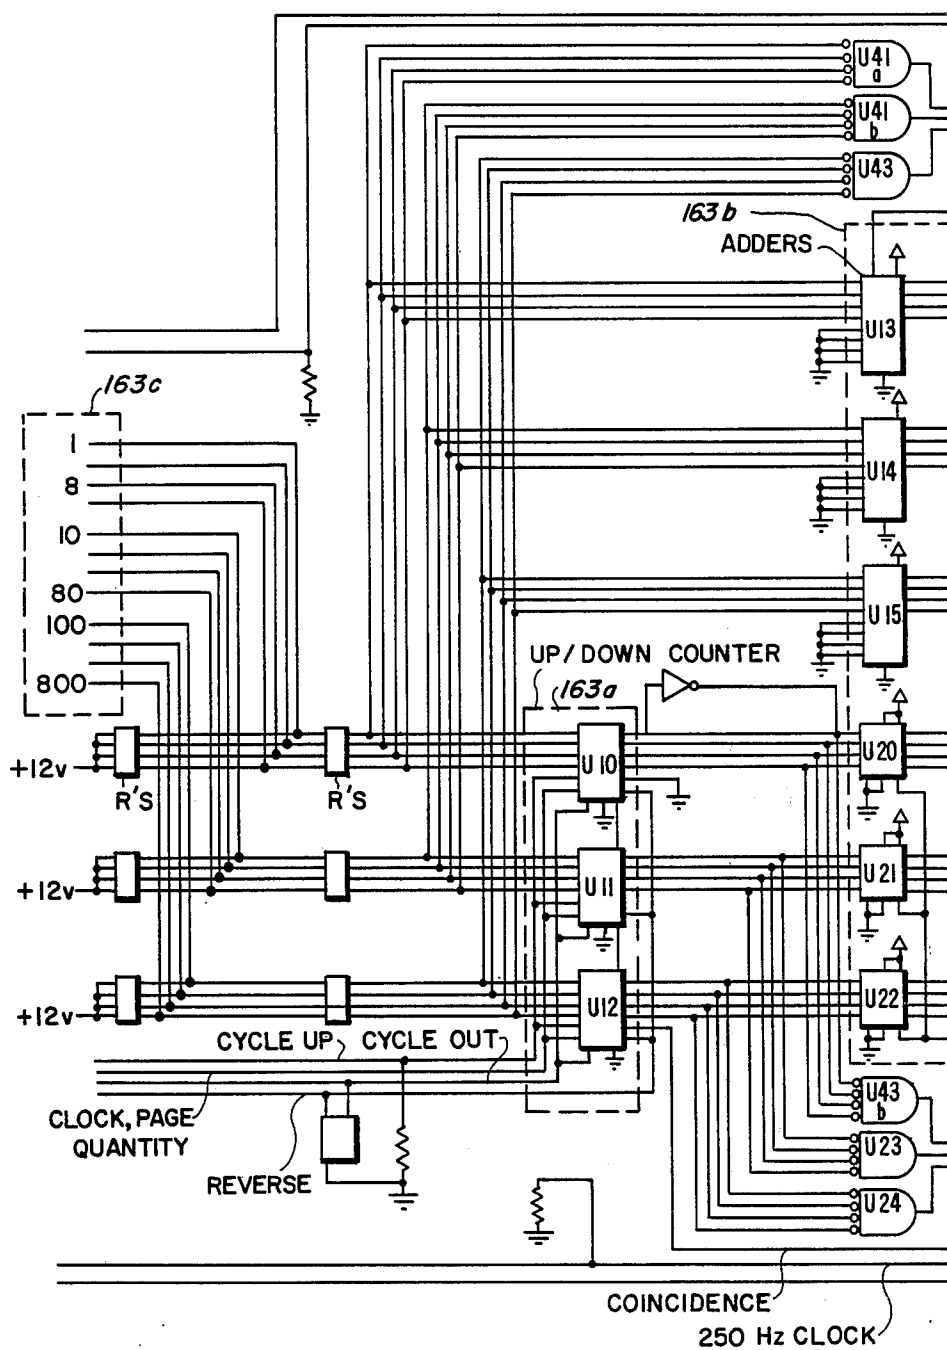 U41
a
U41
b
U43
163b
ADDERS
U13
163c
1
8
10
80
100
800
U14
U15
UP/DOWN COUNTER
163a
U10
U20
+12v
R'S
R'S
U11
U21
+12v
U12
U22
+12v
CYCLE UP
CYCLE OUT
CLOCK, PAGE
QUANTITY
REVERSE
U43
b
U23
U24
COINCIDENCE
250 Hz CLOCK